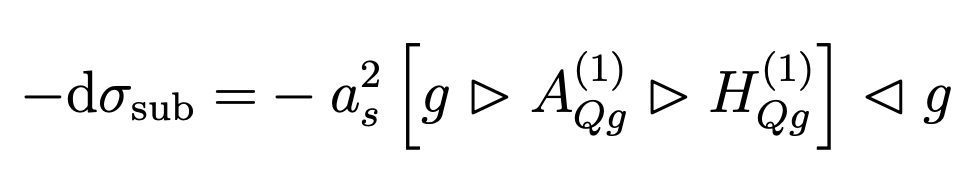 −dσ_sub = − a_s^2 [g ▷ A_{Qg}^{(1)} ▷ H_{Qg}^{(1)}] ◁ g